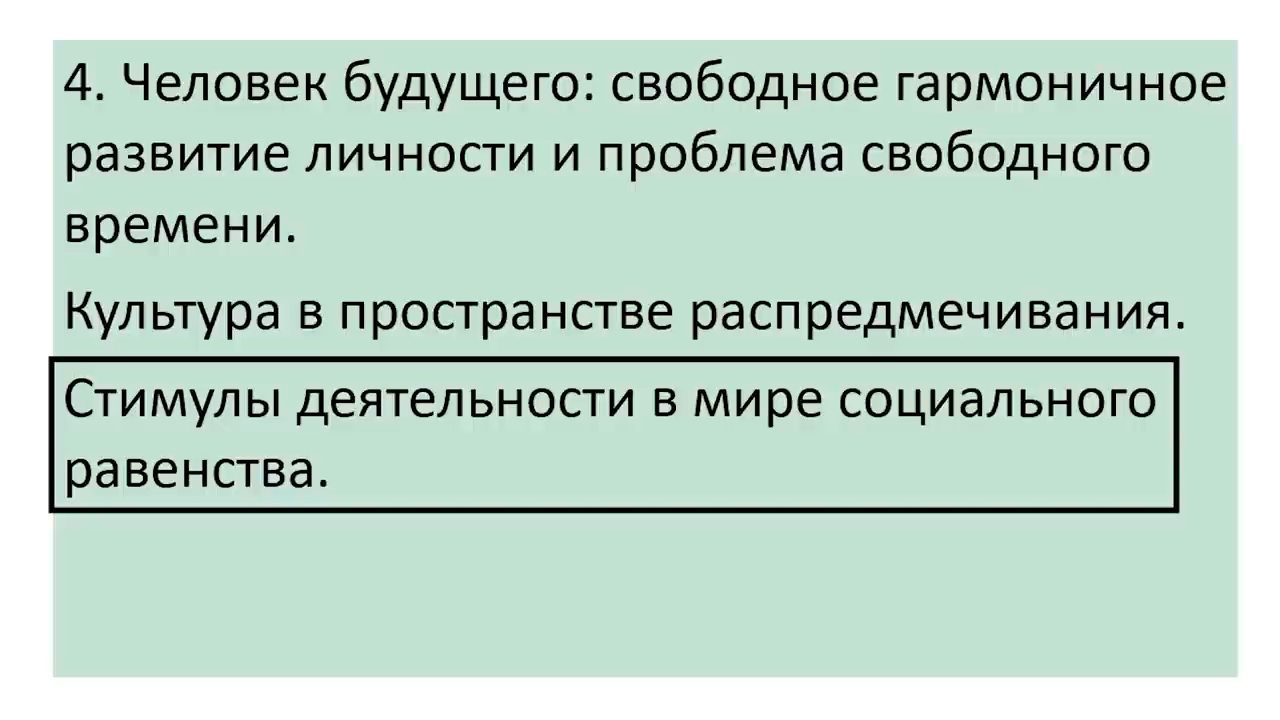 4. Человек будущего: свободное гармоничное
развитие личности и проблема свободного
времени.
Культура в пространстве распредмечивания.
Стимулы деятельности в мире социального
равенства.